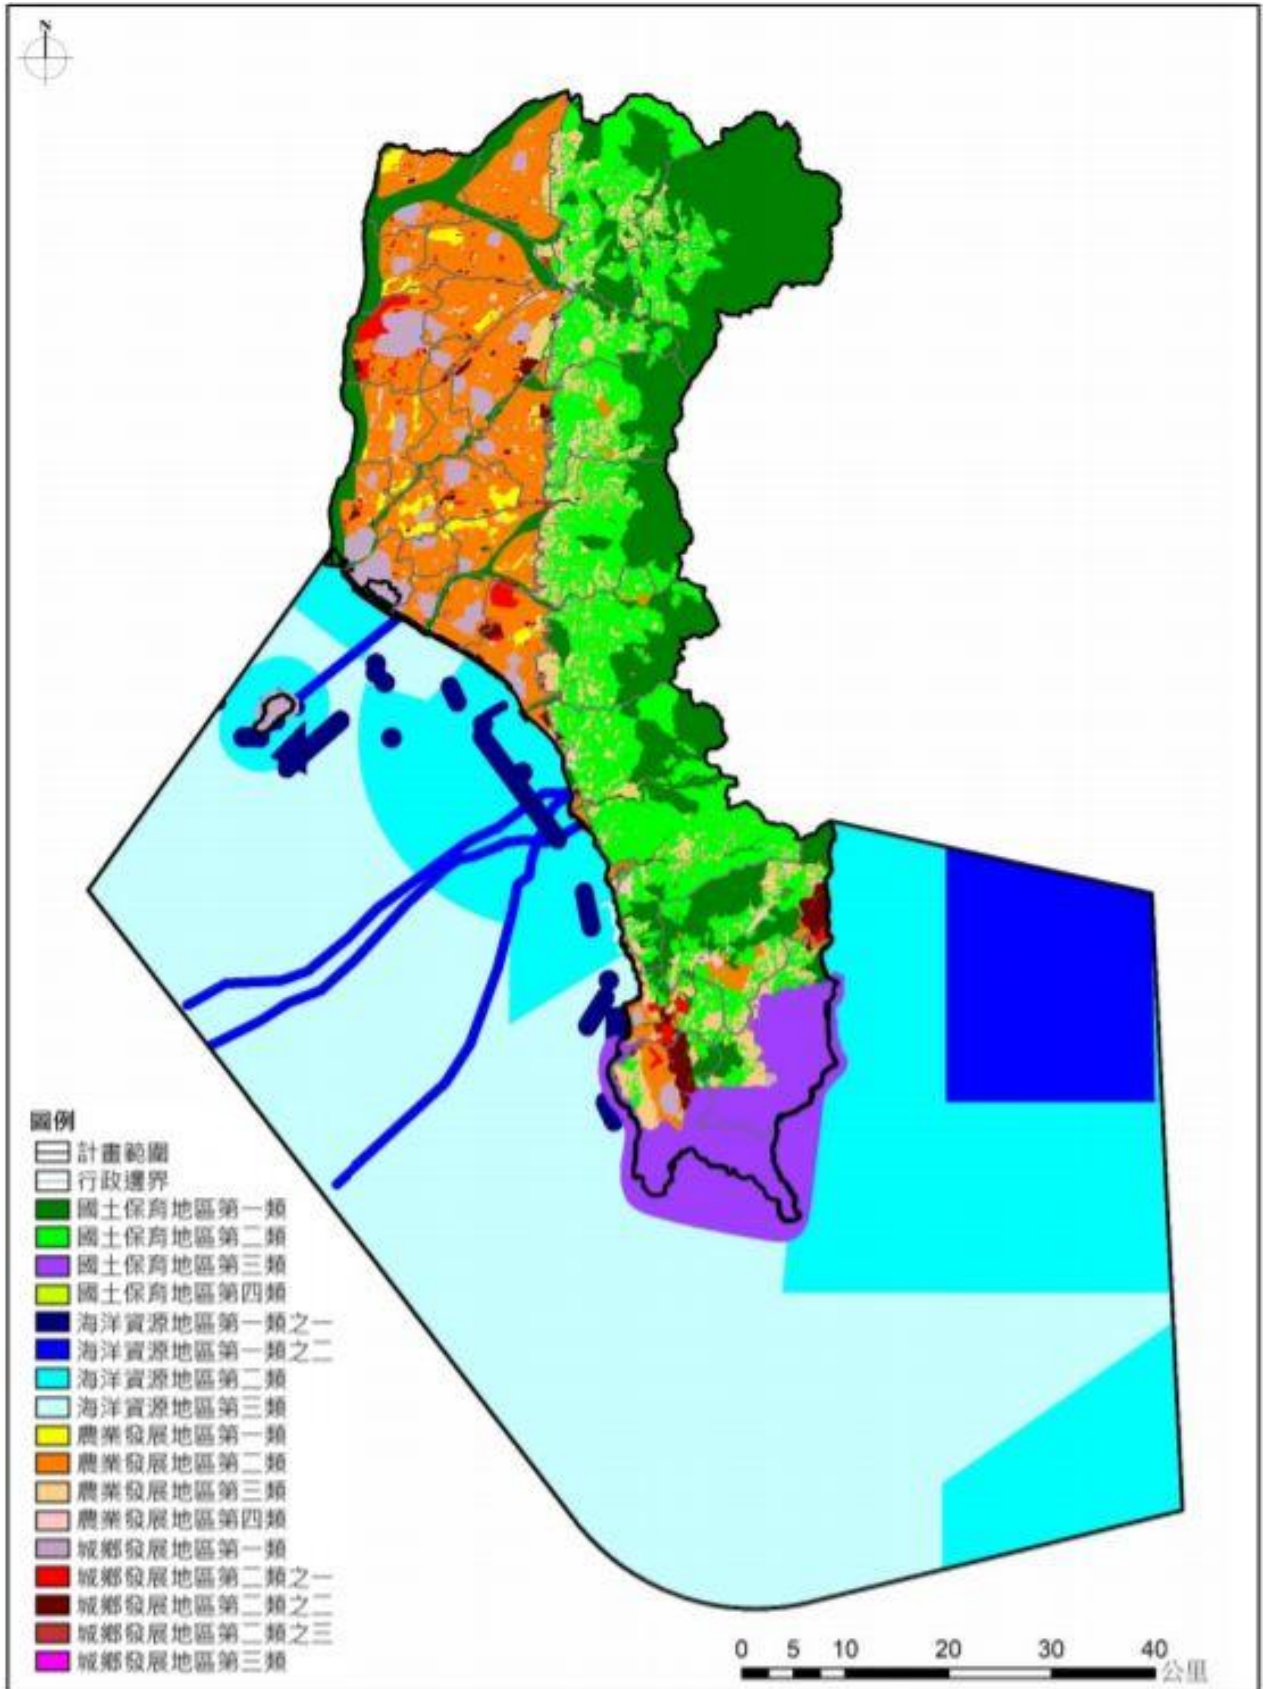 N
圖例
計畫範圍
行政邊界
國土保育地區第一類
國土保育地區第二類
國土保育地區第三類
國土保育地區第四類
海洋資源地區第一類之一
海洋資源地區第一類之二
海洋資源地區第二類
海洋資源地區第三類
農業發展地區第一類
農業發展地區第二類
農業發展地區第三類
農業發展地區第四類
城鄉發展地區第一類
城鄉發展地區第二類之一
城鄉發展地區第二類之二
城鄉發展地區第二類之三
城鄉發展地區第三類
0 5 10 20 30 40
公里